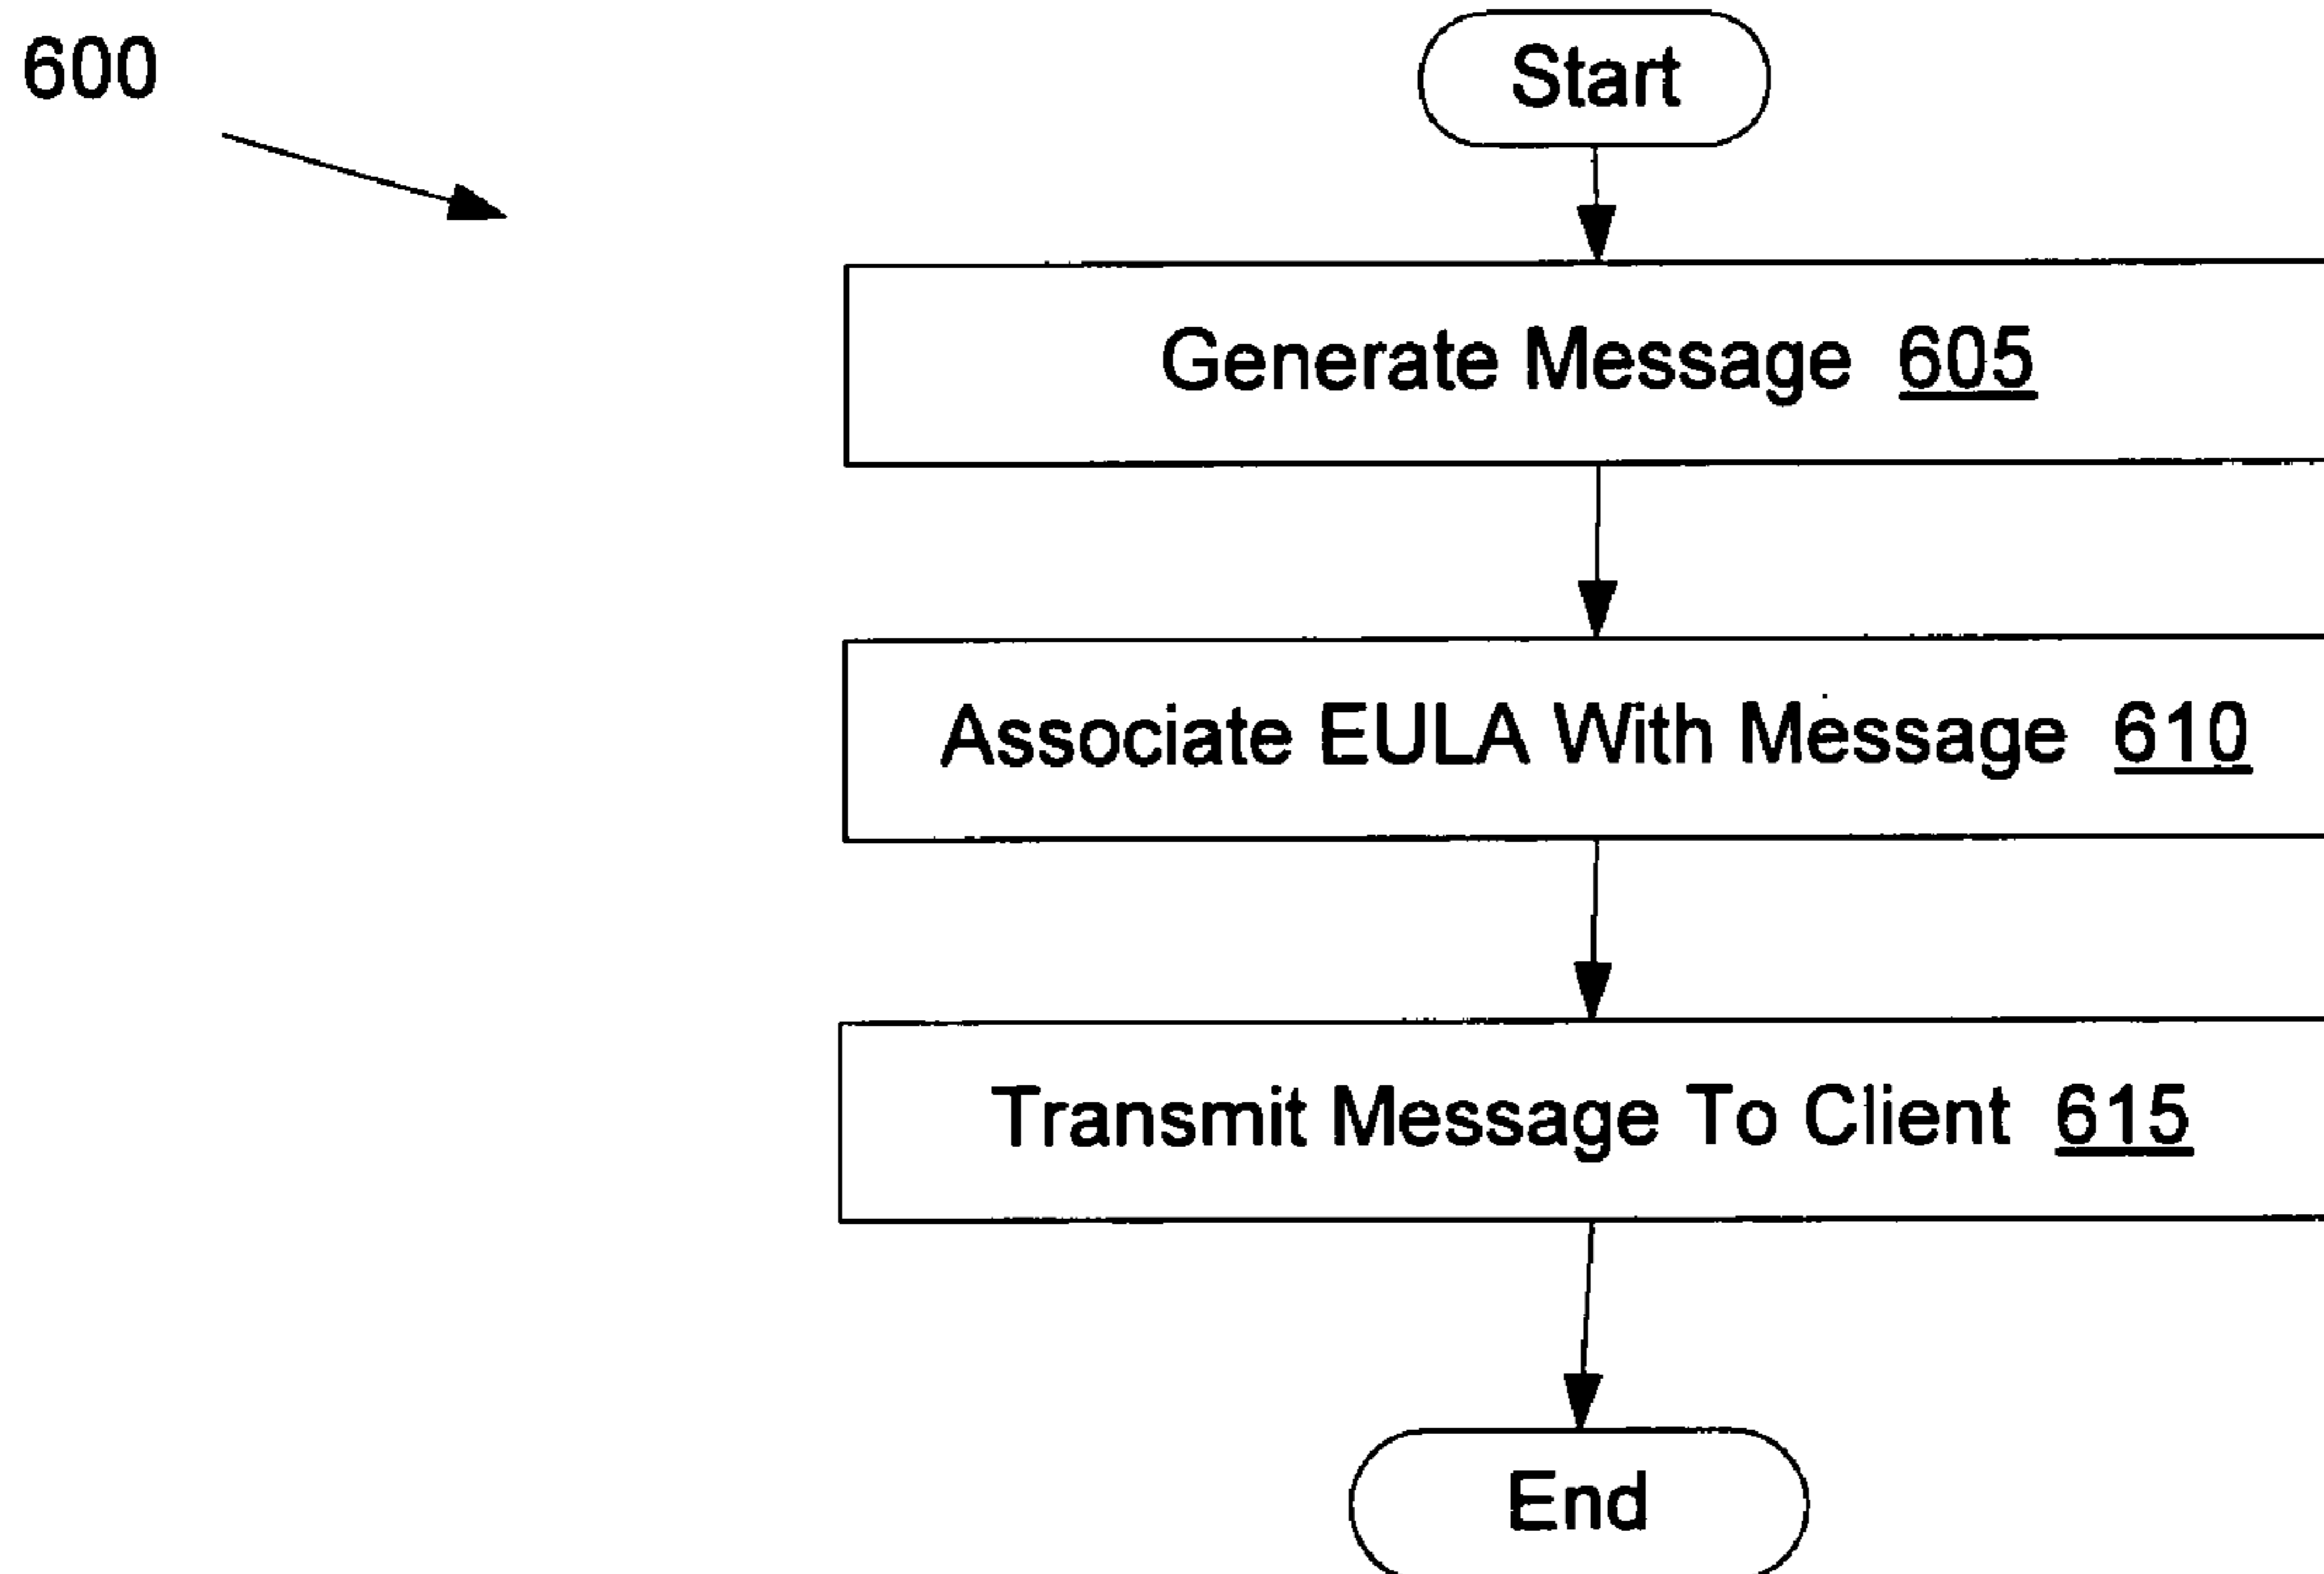 600
Start
Generate Message 605
Associate EULA With Message 610
Transmit Message To Client 615
End